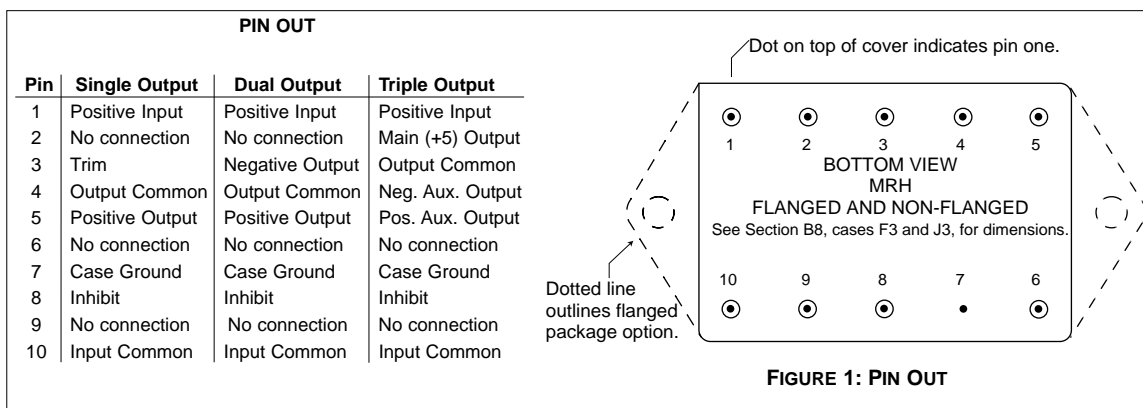 PIN OUT
Pin Single Output Dual Output Triple Output
1 Positive Input Positive Input Positive Input
2 No connection No connection Main (+5) Output
3 Trim Negative Output Output Common
4 Output Common Output Common Neg. Aux. Output
5 Positive Output Positive Output Pos. Aux. Output
6 No connection No connection No connection
7 Case Ground Case Ground Case Ground
8 Inhibit Inhibit Inhibit
9 No connection No connection No connection
10 Input Common Input Common Input Common
Dot on top of cover indicates pin one.
1 2 3 4 5
BOTTOM VIEW
MRH
FLANGED AND NON-FLANGED
See Section B8, cases F3 and J3, for dimensions.
10 9 8 7 6
Dotted line
outlines flanged
package option.
FIGURE 1: PIN OUT